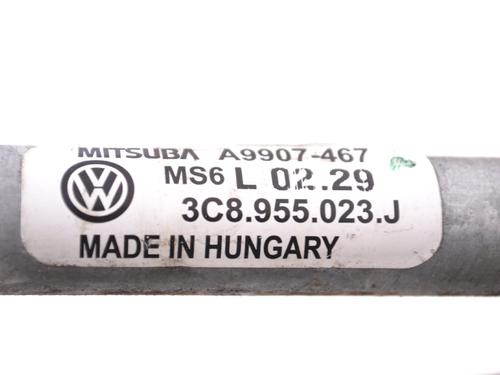 MITSUBA A9907-467
MS6 L 02.29
3C8.955.023.J
MADE IN HUNGARY